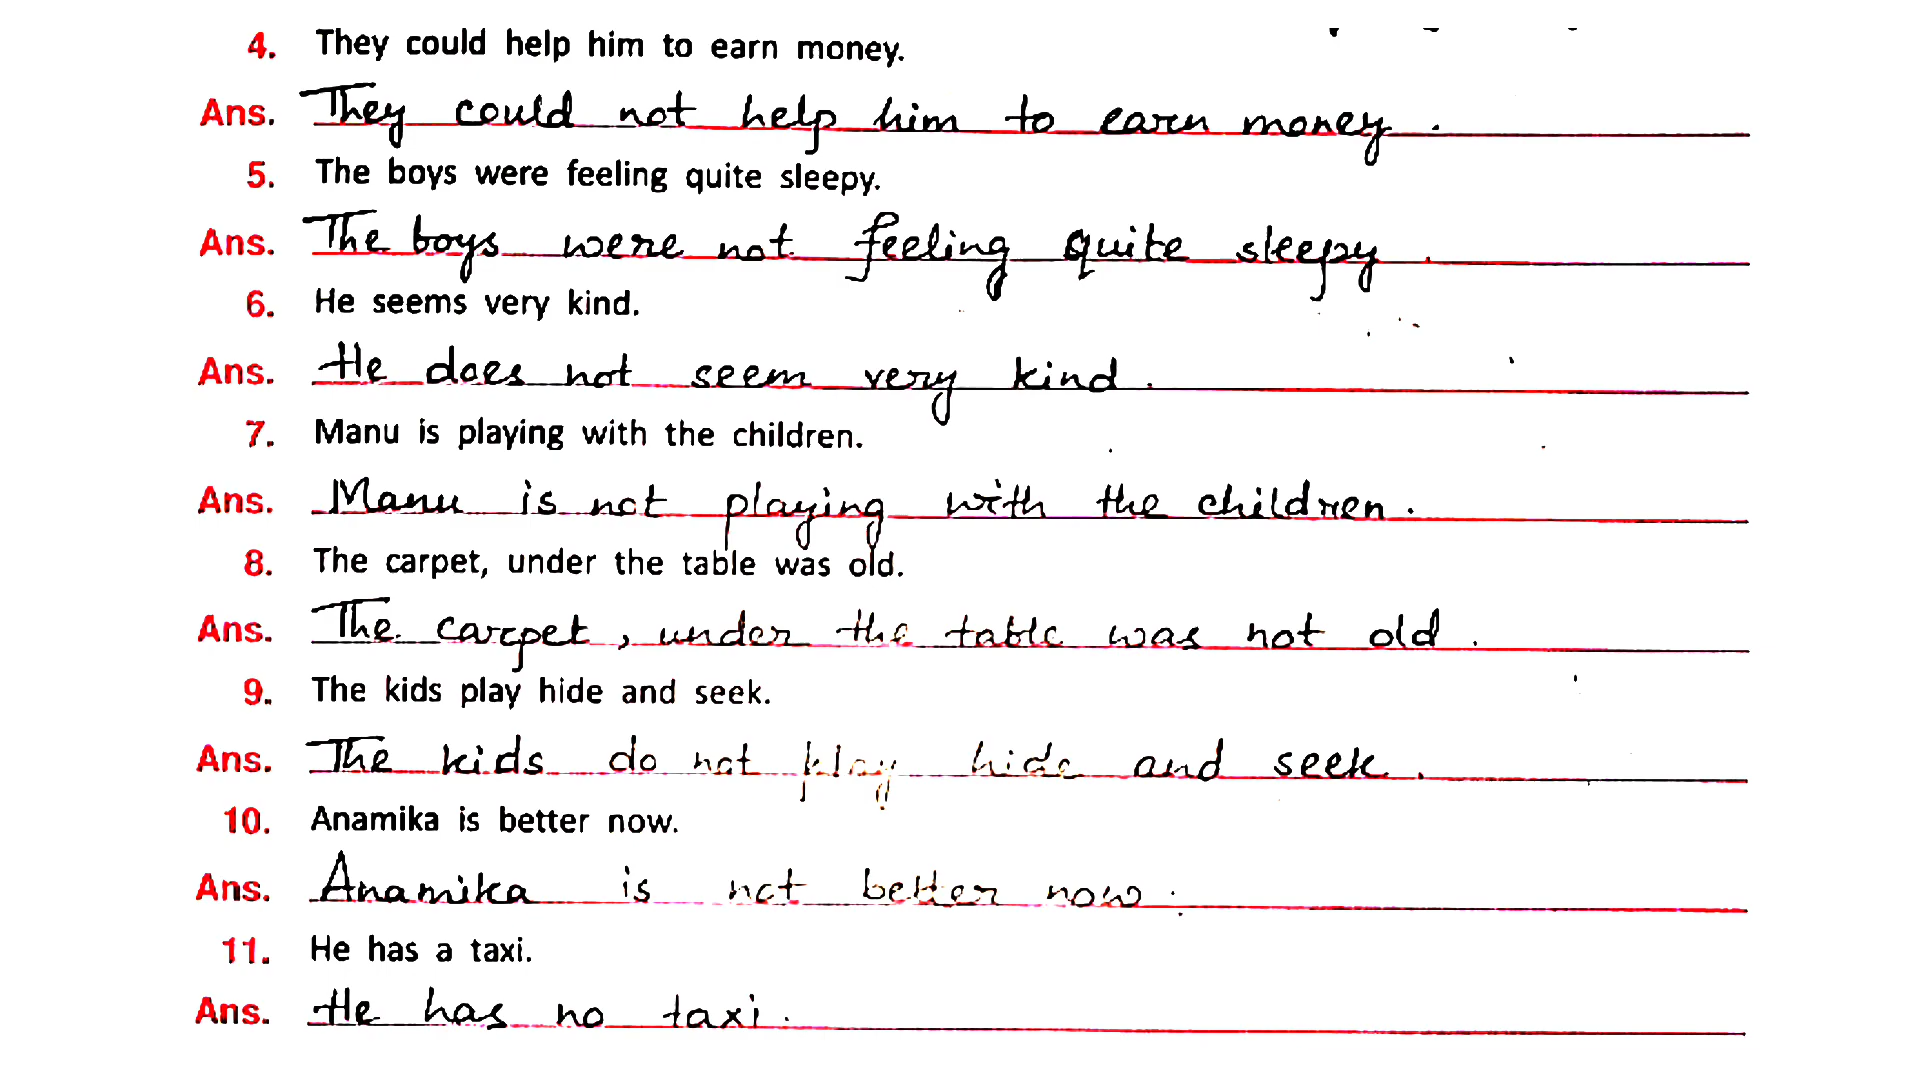 4. They could help him to earn money.
Ans. They could not help him to earn money.
5. The boys were feeling quite sleepy.
Ans. The boys were not feeling quite sleepy.
6. He seems very kind.
Ans. He does not seem very kind.
7. Manu is playing with the children.
Ans. Manu is not playing with the children.
8. The carpet, under the table was old.
Ans. The carpet, under the table was not old.
9. The kids play hide and seek.
Ans. The kids do not play hide and seek.
10. Anamika is better now.
Ans. Anamika is not better now.
11. He has a taxi.
Ans. He has no taxi.